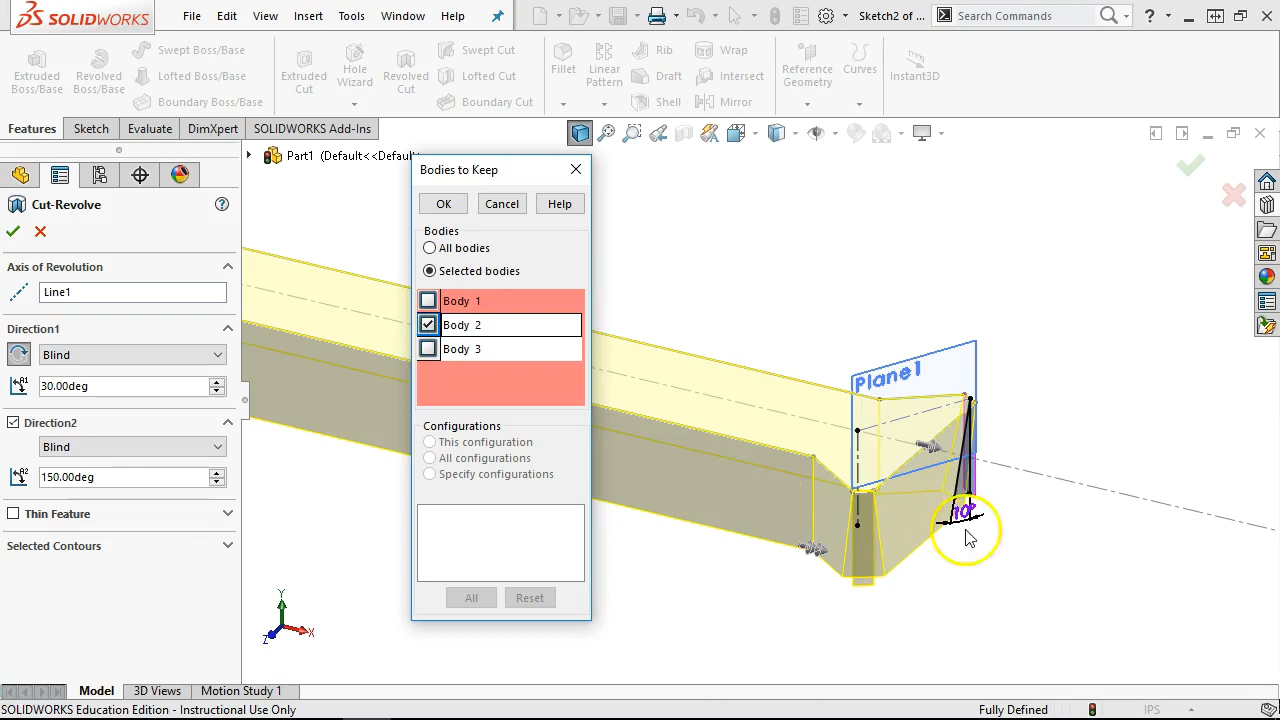 SOLIDWORKS
File Edit View Insert Tools Window Help
Sketch2 of ...
Search Commands
Extruded Boss/Base
Revolved Boss/Base
Swept Boss/Base
Lofted Boss/Base
Boundary Boss/Base
Extruded Cut
Hole Wizard
Revolved Cut
Swept Cut
Lofted Cut
Boundary Cut
Fillet
Linear Pattern
Rib
Draft
Shell
Wrap
Intersect
Mirror
Reference Geometry
Curves
Instant3D
Features Sketch Evaluate DimXpert SOLIDWORKS Add-Ins
Part1 (Default<<Default
Cut-Revolve
Axis of Revolution
Line1
Direction1
Blind
30.00deg
Direction2
Blind
150.00deg
Thin Feature
Selected Contours
Bodies to Keep
OK Cancel Help
Bodies
All bodies
Selected bodies
Body 1
Body 2
Body 3
Configurations
This configuration
All configurations
Specify configurations
All Reset
Plane1
10°
Y
X
Z
Model 3D Views Motion Study 1
SOLIDWORKS Education Edition - Instructional Use Only
Fully Defined
IPS